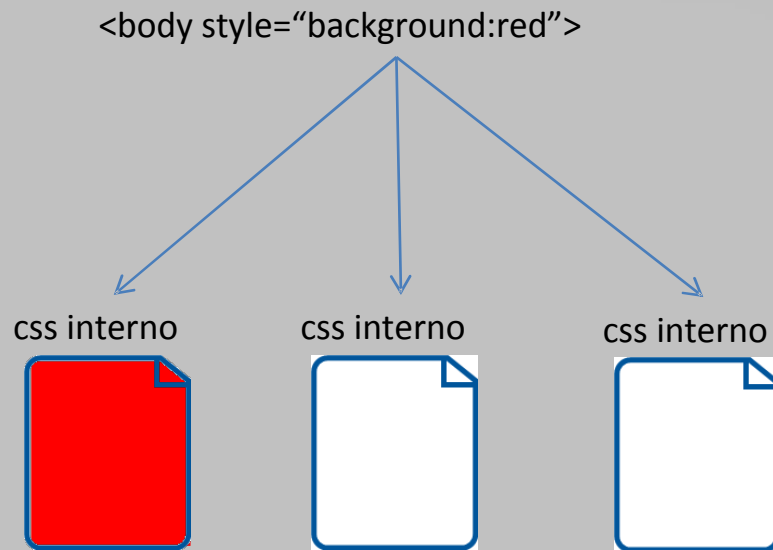 <body style=“background:red”>
css interno
css interno
css interno